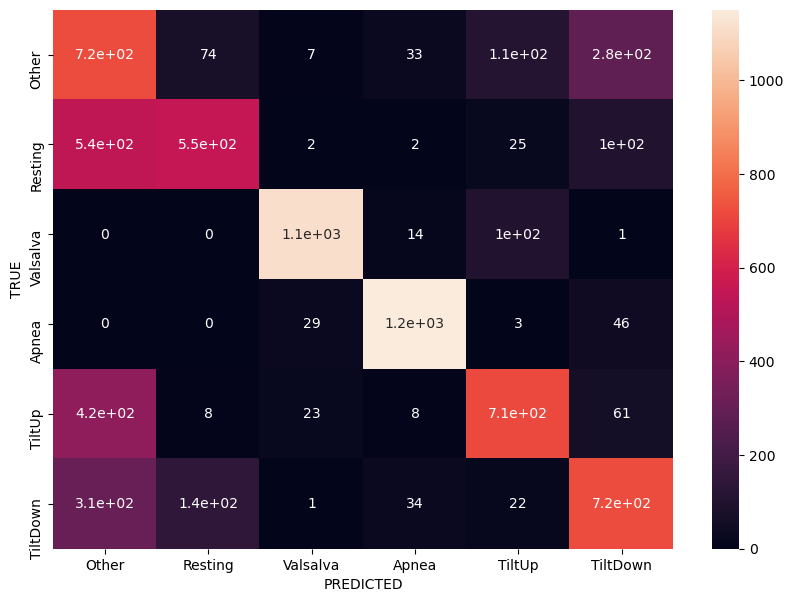 Other 7.2e+02 74 7 33 1.1e+02 2.8e+02
Resting 5.4e+02 5.5e+02 2 2 25 1e+02
Valsalva 0 0 1.1e+03 14 1e+02 1
Apnea 0 0 29 1.2e+03 3 46
TiltUp 4.2e+02 8 23 8 7.1e+02 61
TiltDown 3.1e+02 1.4e+02 1 34 22 7.2e+02
TRUE
Other Resting Valsalva Apnea TiltUp TiltDown
PREDICTED
1000
800
600
400
200
0